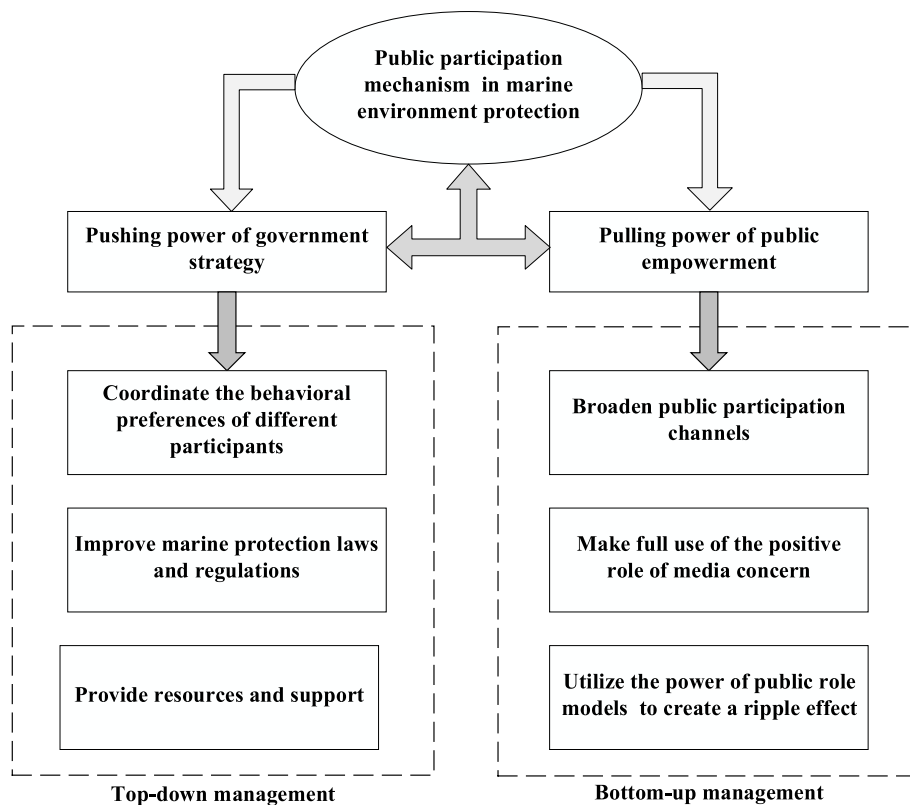 Public participation
mechanism in marine
environment protection
Pushing power of government
strategy
Pulling power of public
empowerment
Coordinate the behavioral
preferences of different
participants
Improve marine protection laws
and regulations
Provide resources and support
Top-down management
Broaden public participation
channels
Make full use of the positive
role of media concern
Utilize the power of public role
models to create a ripple effect
Bottom-up management